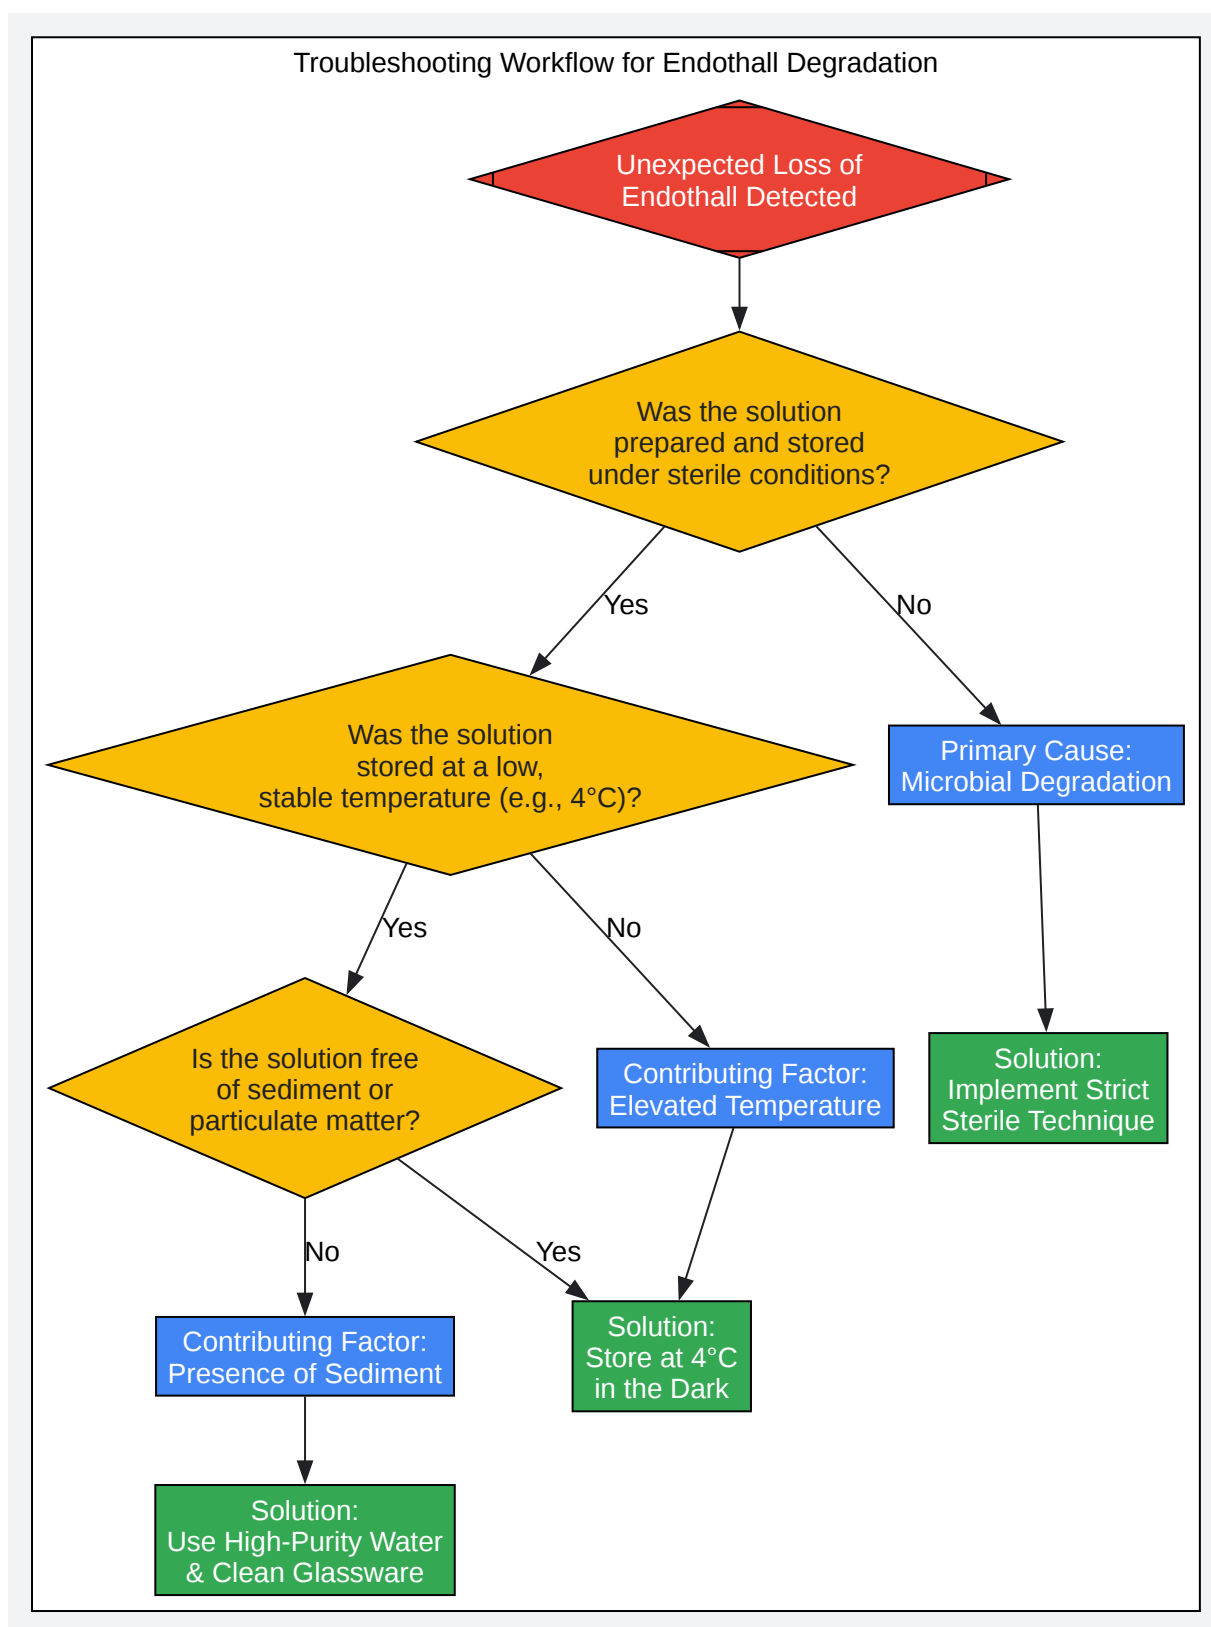 Troubleshooting Workflow for Endothall Degradation
Unexpected Loss of
Endothall Detected
Was the solution
prepared and stored
under sterile conditions?
Yes
No
Was the solution
stored at a low,
stable temperature (e.g., 4°C)?
Primary Cause:
Microbial Degradation
Yes
No
Is the solution free
of sediment or
particulate matter?
Contributing Factor:
Elevated Temperature
Solution:
Implement Strict
Sterile Technique
No
Yes
Contributing Factor:
Presence of Sediment
Solution:
Store at 4°C
in the Dark
Solution:
Use High-Purity Water
& Clean Glassware